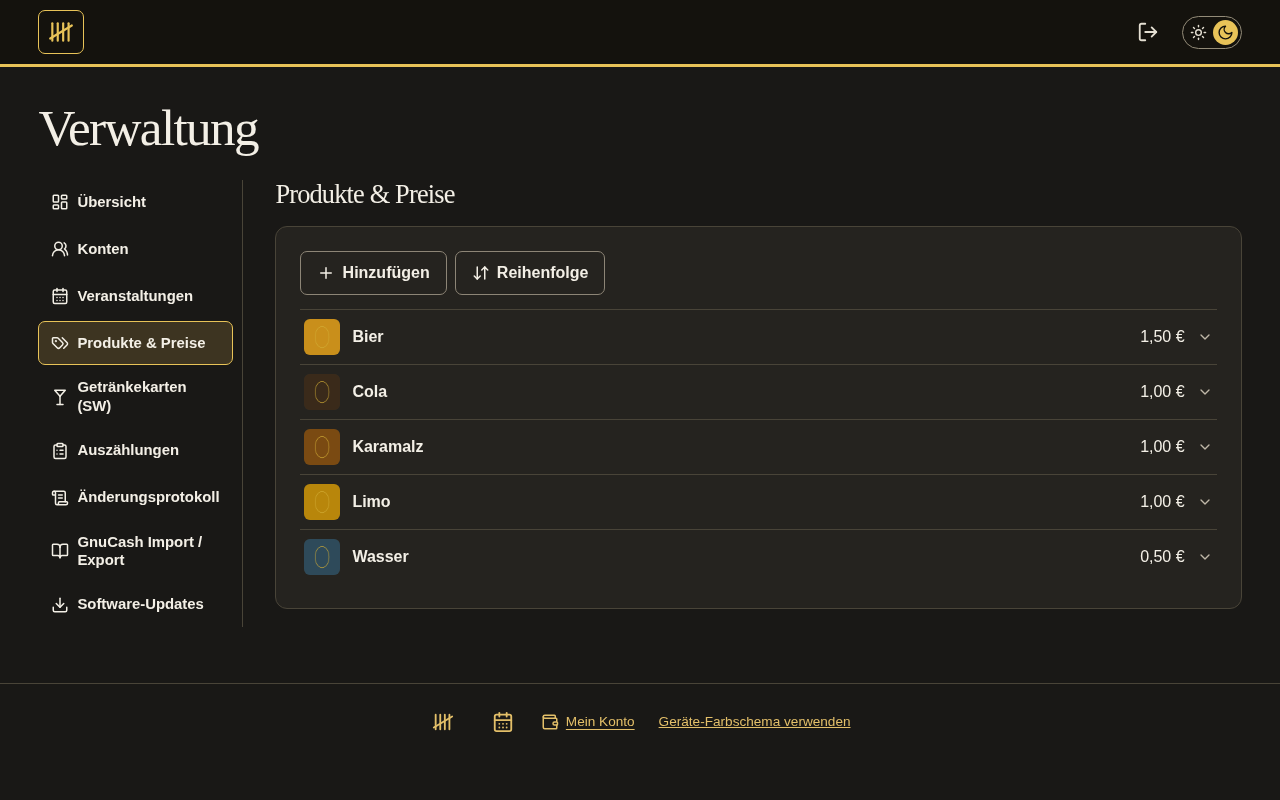 Verwaltung
Übersicht
Konten
Veranstaltungen
Produkte & Preise
Getränkekarten
(SW)
Auszählungen
Änderungsprotokoll
GnuCash Import /
Export
Software-Updates
Produkte & Preise
Hinzufügen
Reihenfolge
Bier 1,50 €
Cola 1,00 €
Karamalz 1,00 €
Limo 1,00 €
Wasser 0,50 €
Mein Konto Geräte-Farbschema verwenden